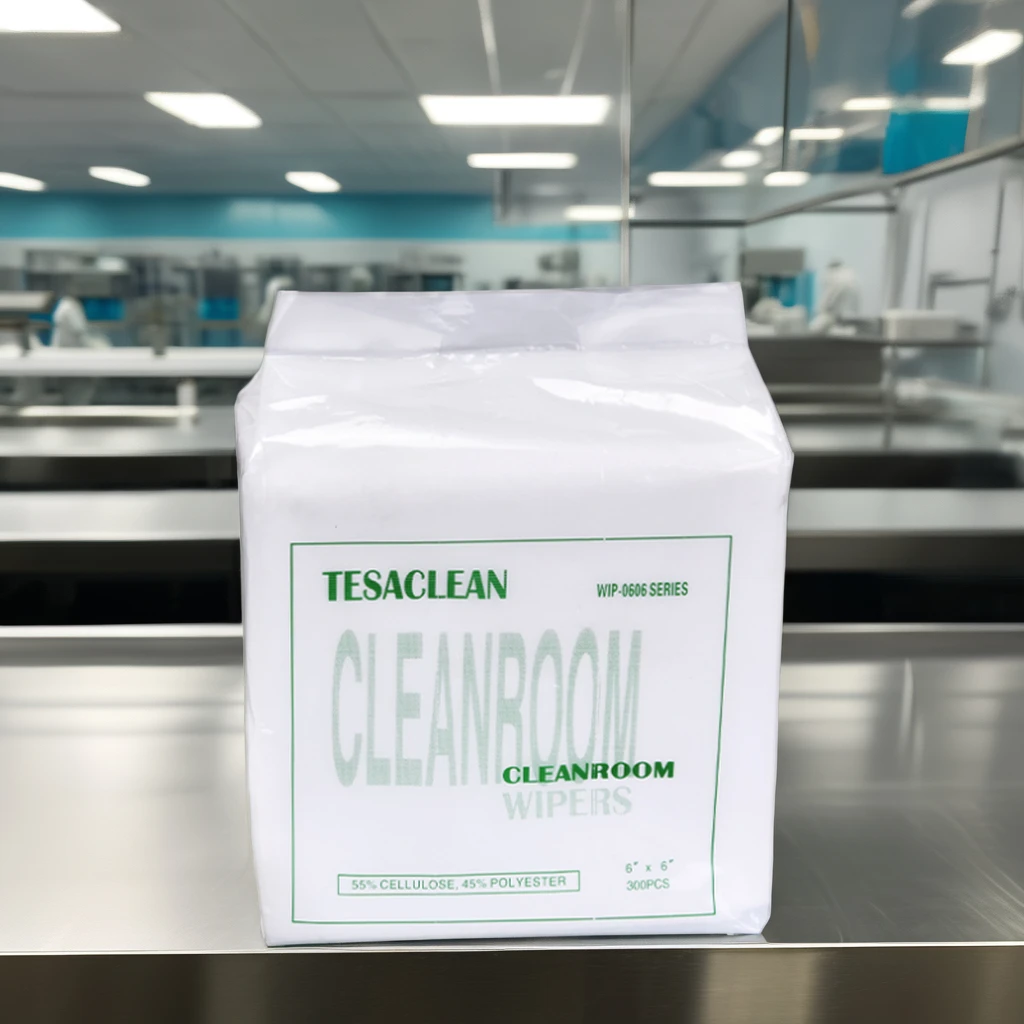 TESACLEAN
WIP-0606 SERIES
CLEANROOM
CLEANROOM
WIPERS
55% CELLULOSE, 45% POLYESTER
6" x 6"
300PCS